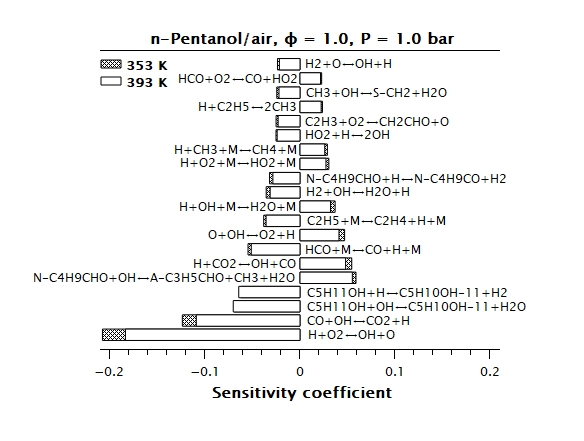 n-Pentanol/air, ϕ = 1.0, P = 1.0 bar
353 K
393 K
H2+O↔OH+H
HCO+O2↔CO+HO2
CH3+OH↔S-CH2+H2O
H+C2H5↔2CH3
C2H3+O2↔CH2CHO+O
HO2+H↔2OH
H+CH3+M↔CH4+M
H+O2+M↔HO2+M
N-C4H9CHO+H↔N-C4H9CO+H2
H2+OH↔H2O+H
H+OH+M↔H2O+M
C2H5+M↔C2H4+H+M
O+OH↔O2+H
HCO+M↔CO+H+M
H+CO2↔OH+CO
N-C4H9CHO+OH↔A-C3H5CHO+CH3+H2O
C5H11OH+H↔C5H10OH-11+H2
C5H11OH+OH↔C5H10OH-11+H2O
CO+OH↔CO2+H
H+O2↔OH+O
−0.2 −0.1 0 0.1 0.2
Sensitivity coefficient